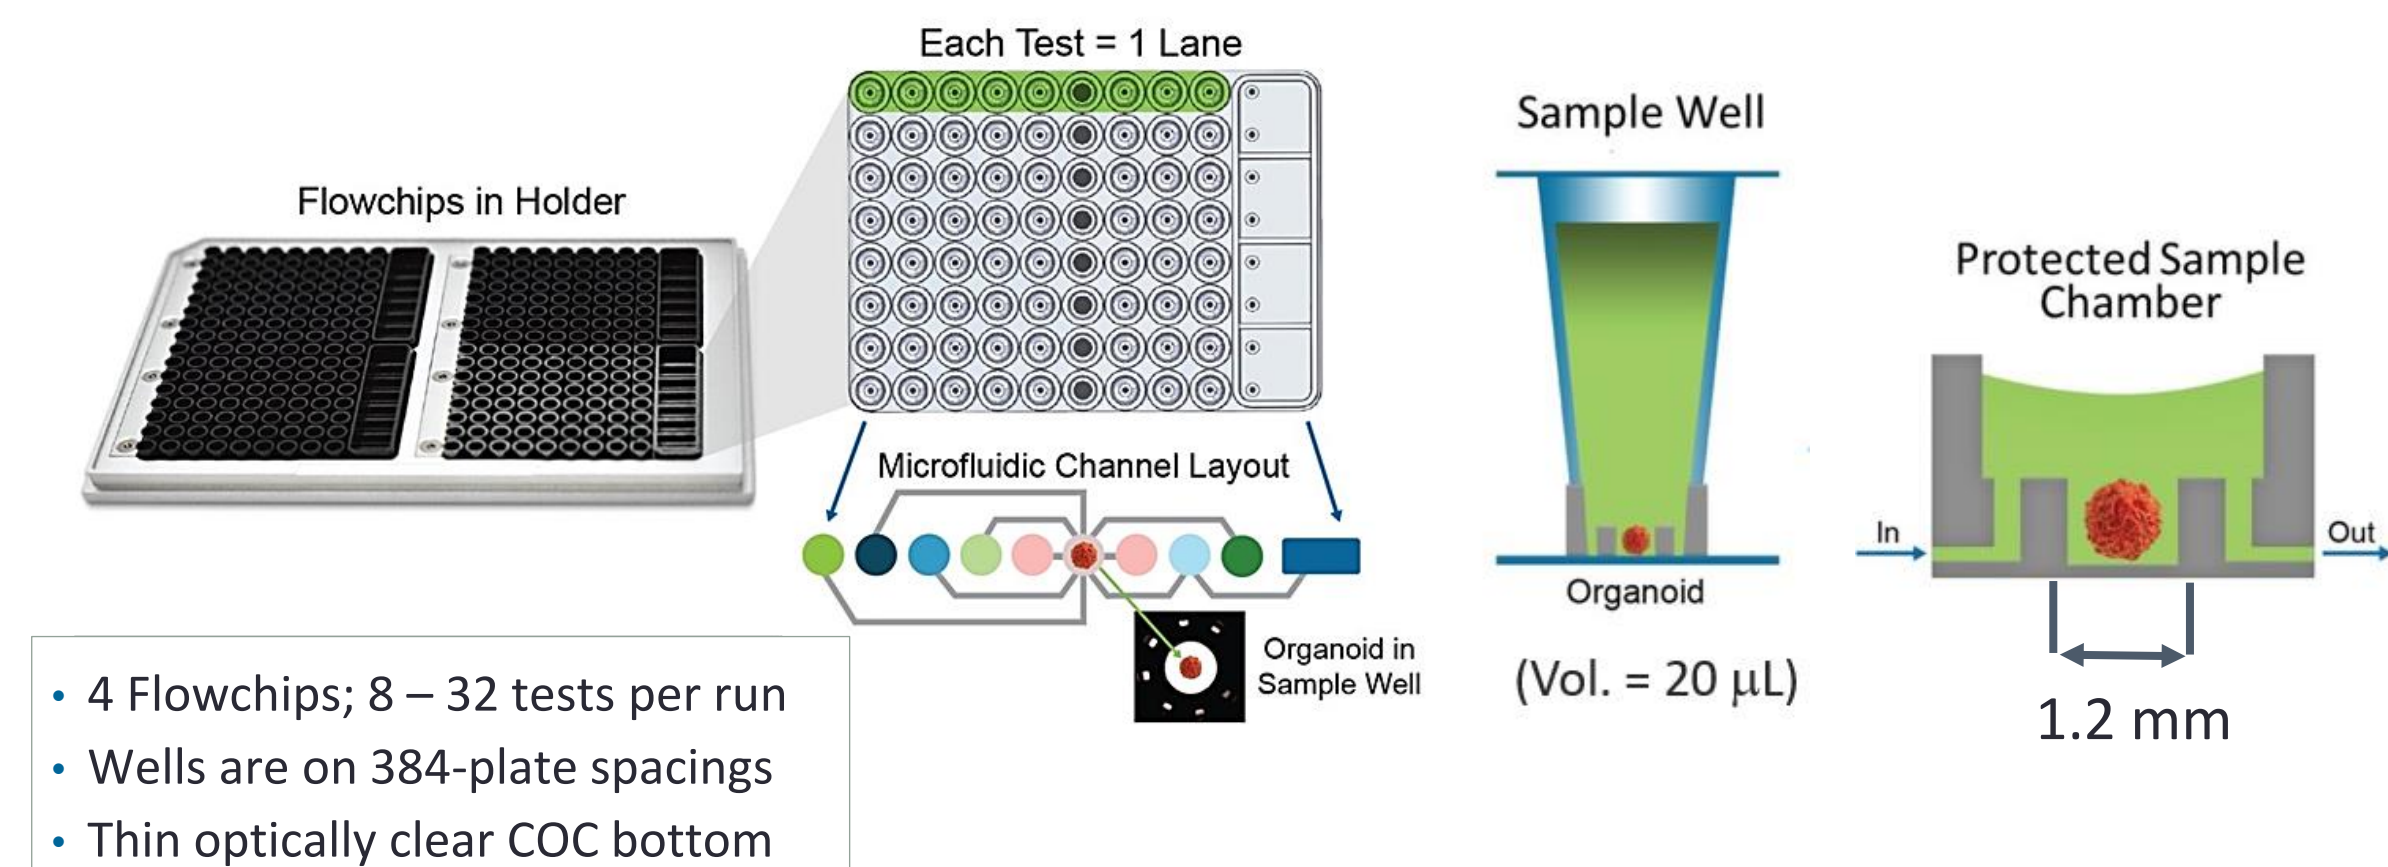 Each Test = 1 Lane
Flowchips in Holder
Microfluidic Channel Layout
Organoid in
Sample Well
Sample Well
Organoid
(Vol. = 20 μL)
Protected Sample
Chamber
In
Out
1.2 mm
• 4 Flowchips; 8 – 32 tests per run
• Wells are on 384-plate spacings
• Thin optically clear COC bottom